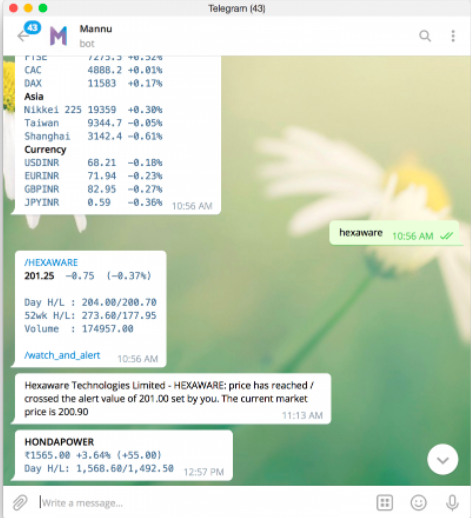 Telegram (43)
43
Mannu
bot
FTSE 7275.5 +0.52%
CAC 4888.2 +0.01%
DAX 11583 +0.17%
Asia
Nikkei 225 19359 +0.30%
Taiwan 9344.7 -0.05%
Shanghai 3142.4 -0.61%
Currency
USDINR 68.21 -0.18%
EURINR 71.94 -0.23%
GBPINR 82.95 -0.27%
JPYINR 0.59 -0.36% 10:56 AM
hexaware 10:56 AM
/HEXAWARE
201.25 -0.75 (-0.37%)
Day H/L : 204.00/200.70
52wk H/L: 273.60/177.95
Volume : 174957.00
/watch_and_alert 10:56 AM
Hexaware Technologies Limited - HEXAWARE: price has reached /
crossed the alert value of 201.00 set by you. The current market
price is 200.90 11:13 AM
HONDAPOWER
₹1565.00 +3.64% (+55.00)
Day H/L: 1,568.60/1,492.50 12:57 PM
Write a message...